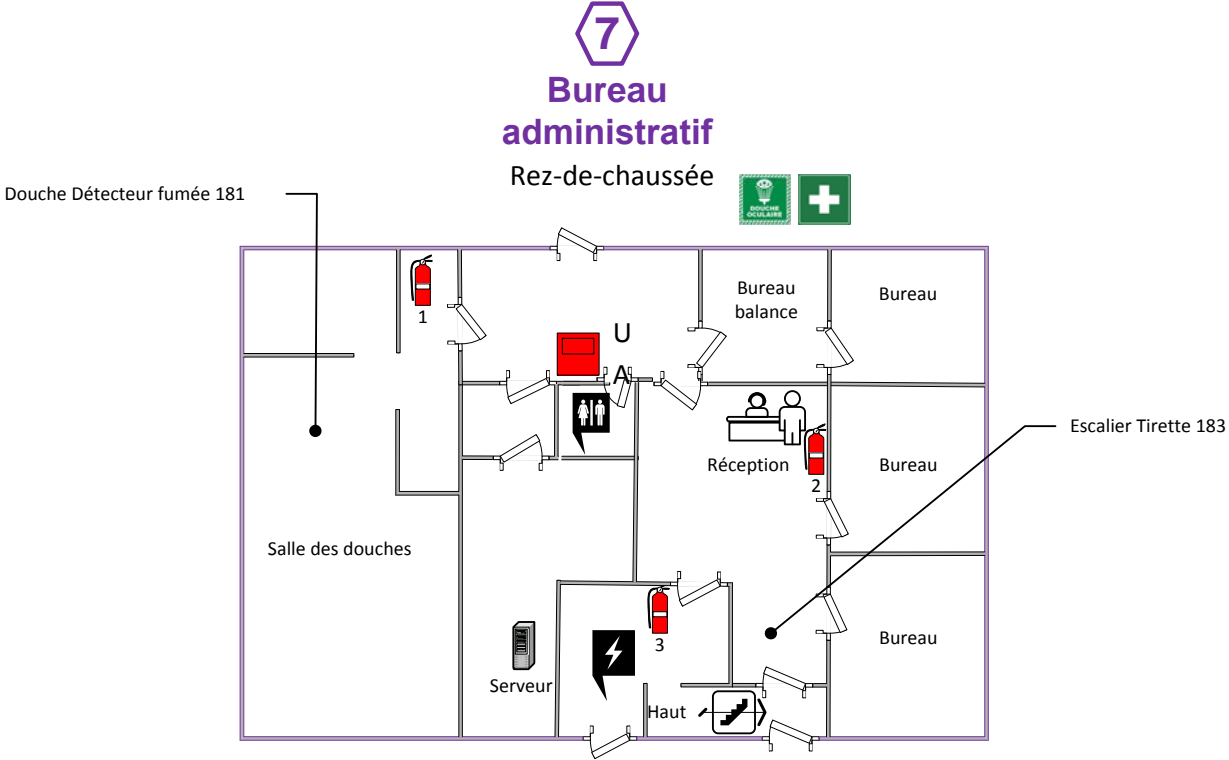 7
Bureau
administratif
Rez-de-chaussée
Douche Détecteur fumée 181
DOUCHE
OCULAIRE
Bureau
balance
Bureau
1
U
A
Escalier Tirette 183
Réception
Bureau
2
Salle des douches
Bureau
3
Serveur
Haut